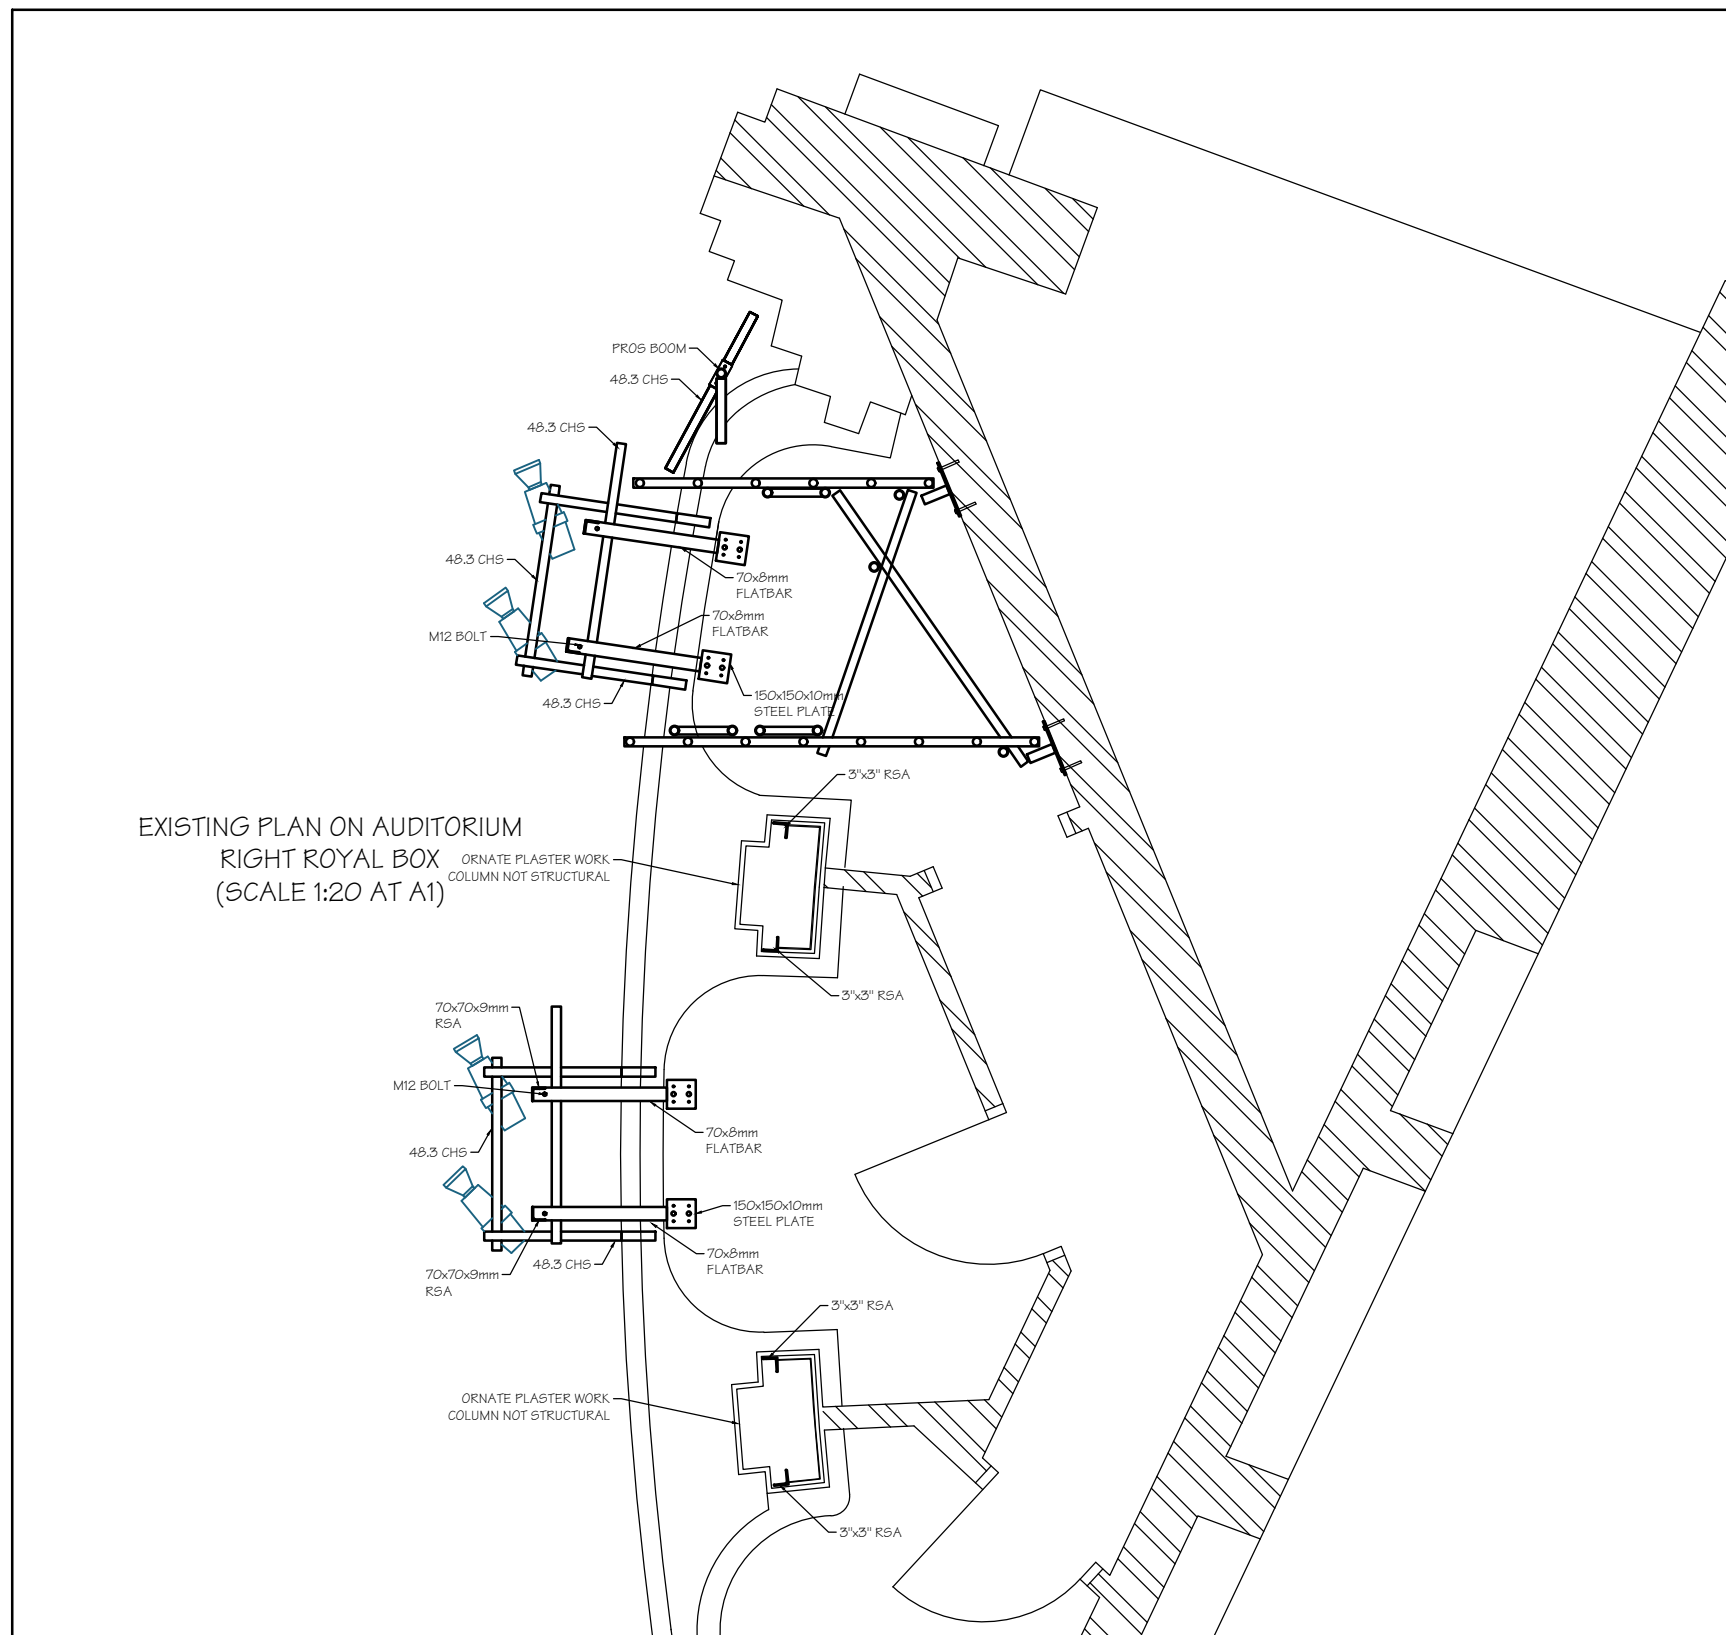 PROS BOOM
48.3 CHS
48.3 CHS
48.3 CHS
70x8mm
FLATBAR
70x8mm
FLATBAR
M12 BOLT
150x150x10mm
STEEL PLATE
48.3 CHS
3"x3" RSA
EXISTING PLAN ON AUDITORIUM
RIGHT ROYAL BOX
(SCALE 1:20 AT A1)
ORNATE PLASTER WORK
COLUMN NOT STRUCTURAL
3"x3" RSA
70x70x9mm
RSA
M12 BOLT
70x8mm
FLATBAR
48.3 CHS
150x150x10mm
STEEL PLATE
70x8mm
FLATBAR
48.3 CHS
70x70x9mm
RSA
3"x3" RSA
ORNATE PLASTER WORK
COLUMN NOT STRUCTURAL
3"x3" RSA